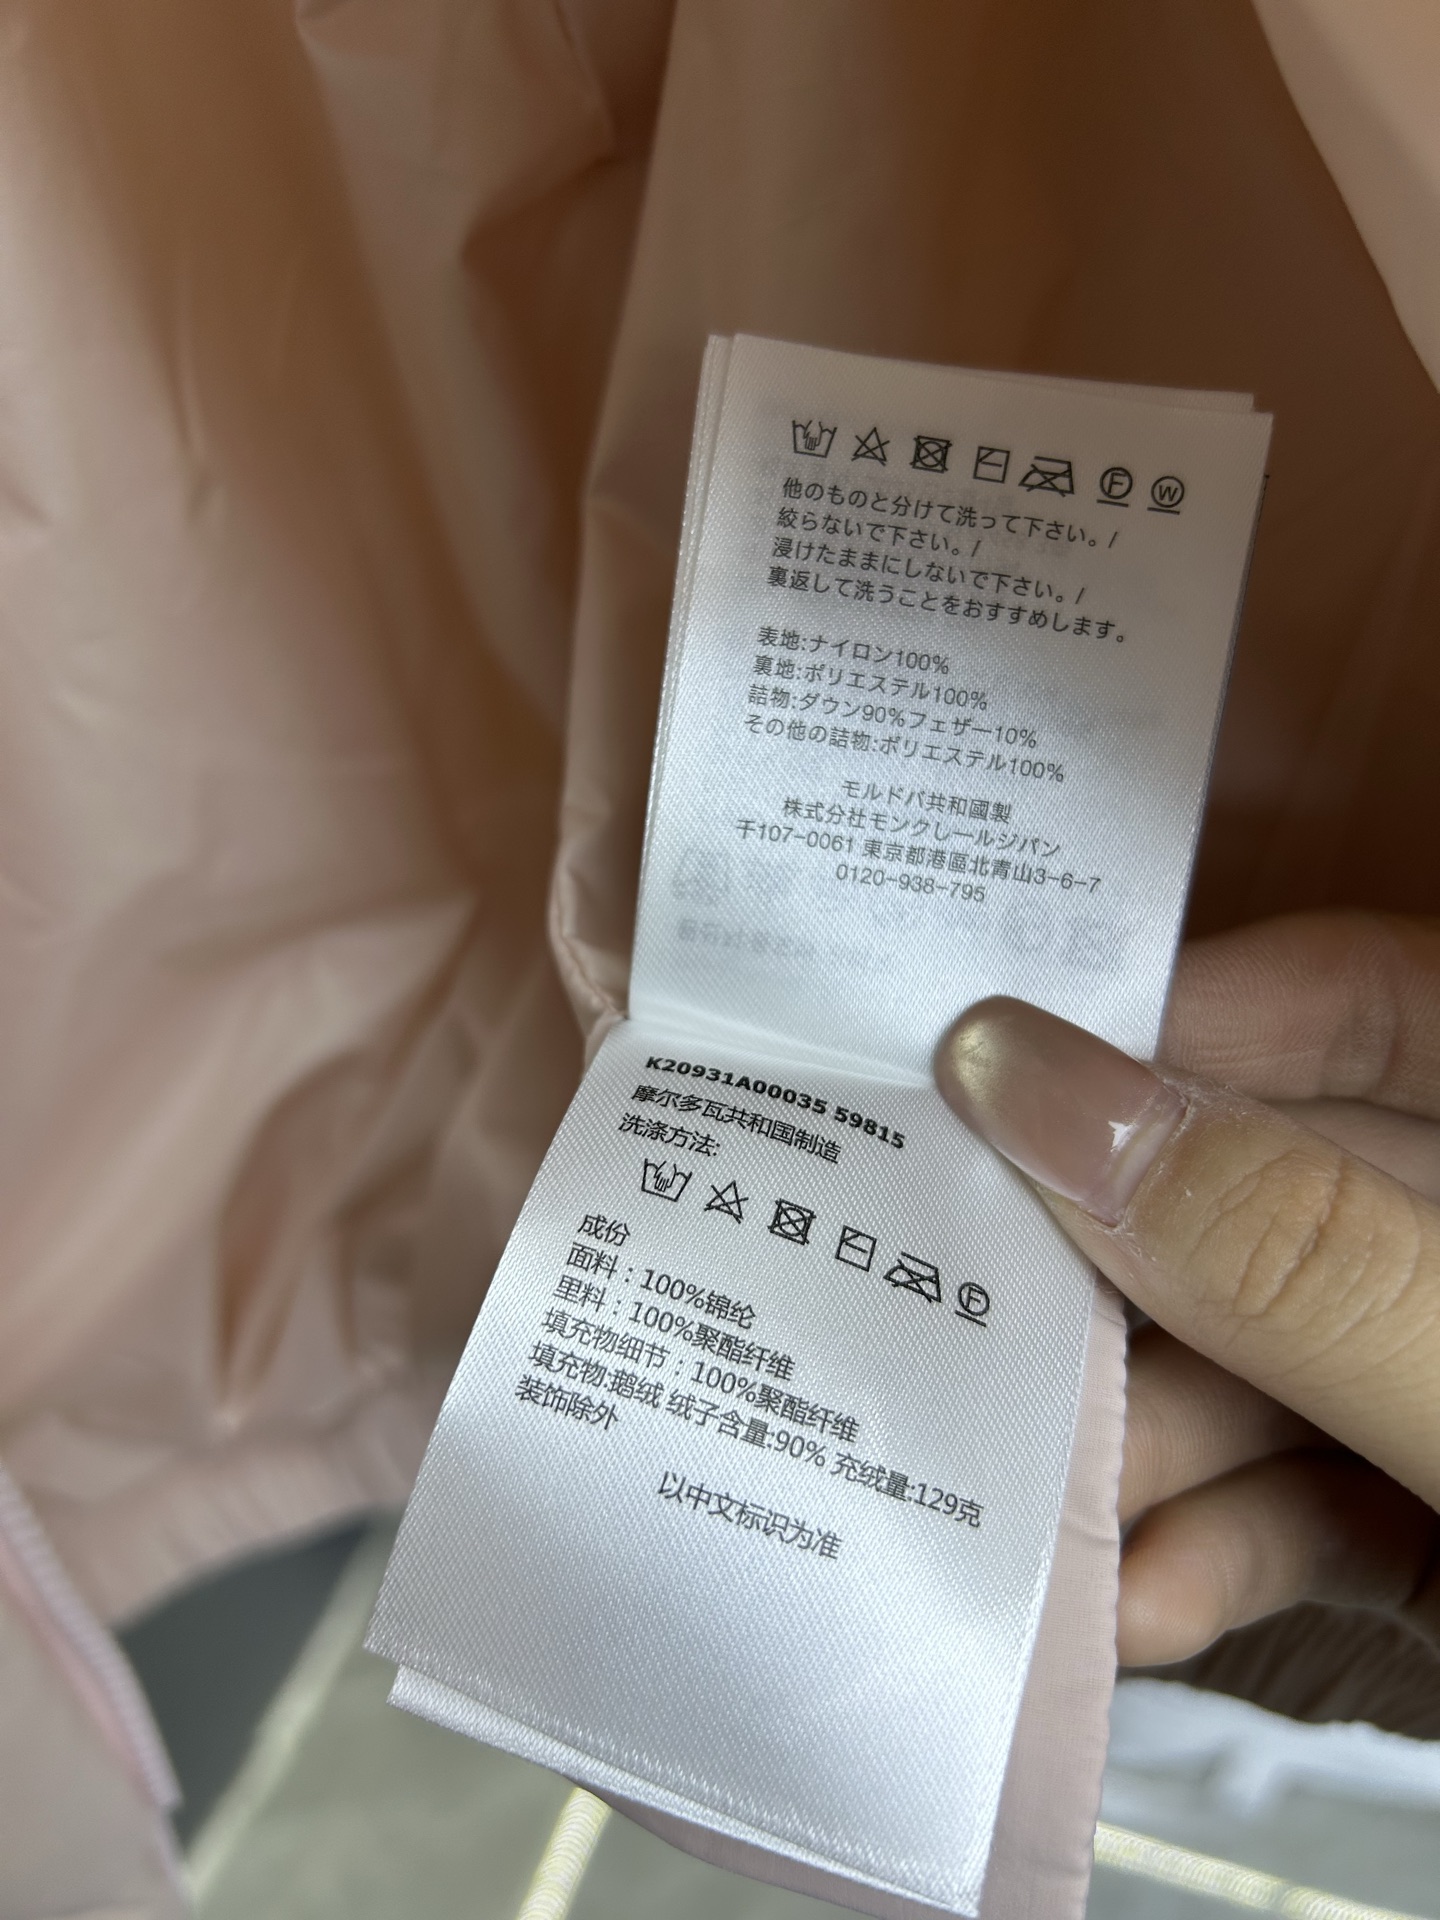 F W
他のものと分けて洗って下さい。/
絞らないで下さい。/
浸けたままにしないで下さい。/
裏返して洗うことをおすすめします。
表地:ナイロン100%
裏地:ポリエステル100%
詰物:ダウン90%フェザー10%
その他の詰物:ポリエステル100%
モルドバ共和國製
株式分社モンクレールジパン
〒107-0061 東京都港區北青山3-6-7
0120-938-795
K20931A00035 59815
摩尔多瓦共和国制造
洗涤方法:
F
成份
面料：100%锦纶
里料：100%聚酯纤维
填充物细节：100%聚酯纤维
填充物:鹅绒 绒子含量:90% 充绒量:129克
装饰除外
以中文标识为准